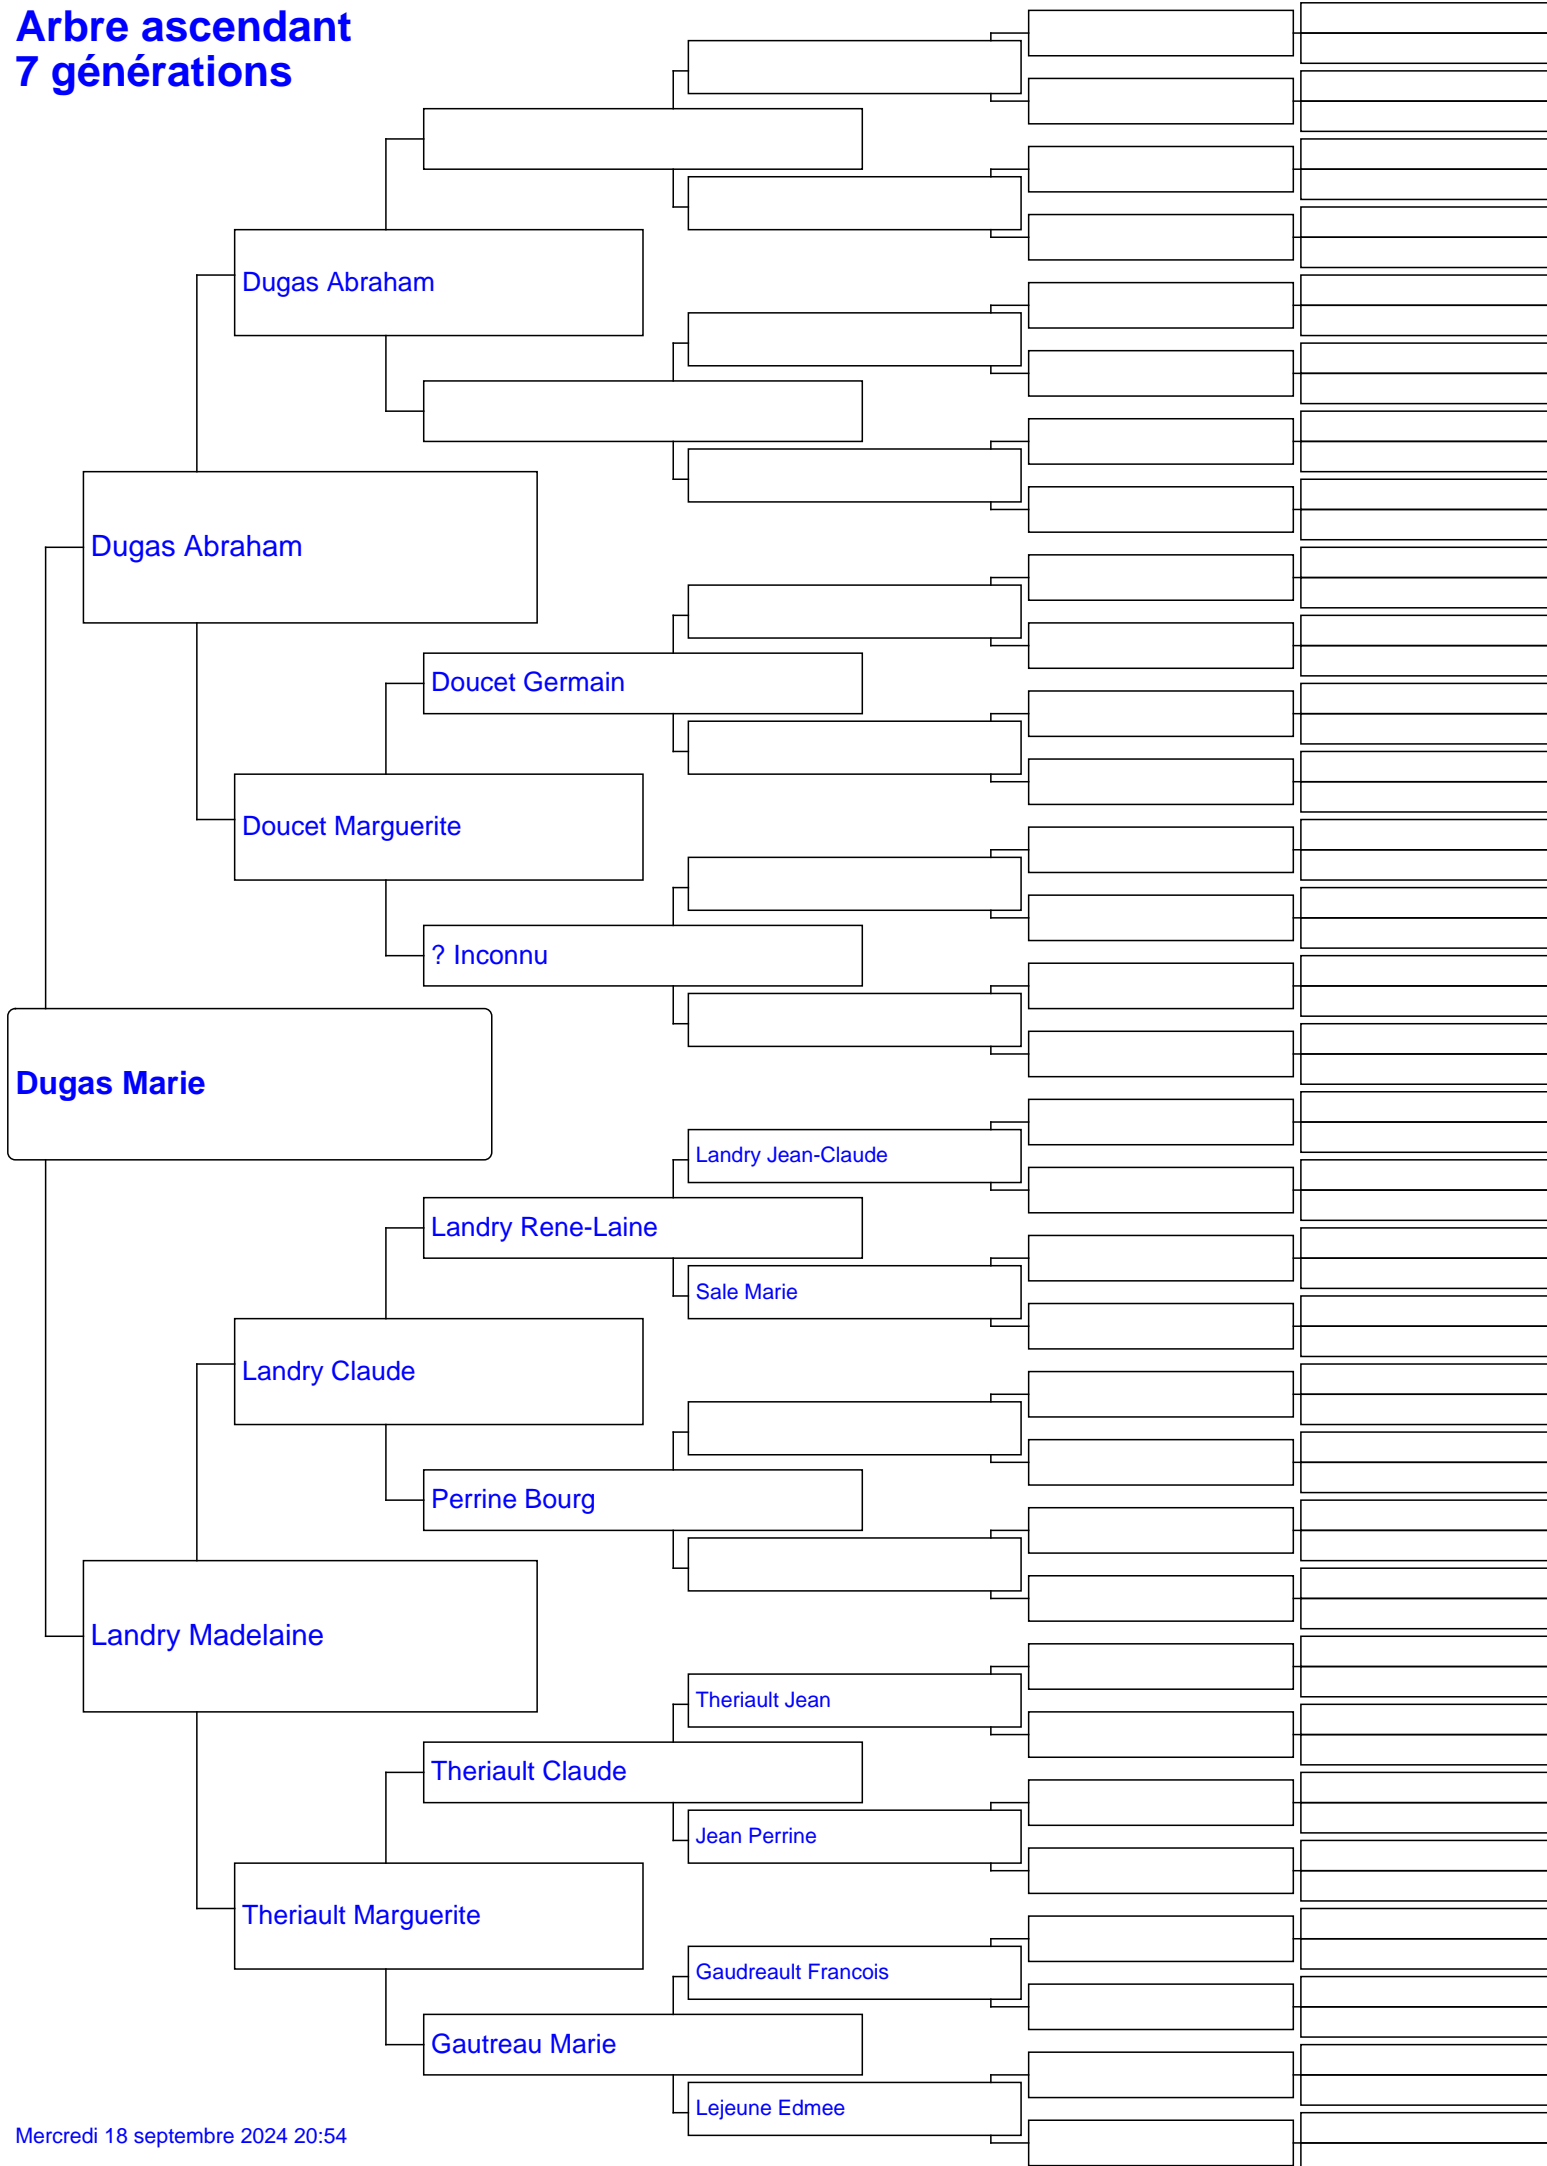 Arbre ascendant
7 générations
Dugas Abraham
Dugas Abraham
Doucet Germain
Doucet Marguerite
? Inconnu
Dugas Marie
Landry Jean-Claude
Landry Rene-Laine
Sale Marie
Landry Claude
Perrine Bourg
Landry Madelaine
Theriault Jean
Theriault Claude
Jean Perrine
Theriault Marguerite
Gaudreault Francois
Gautreau Marie
Lejeune Edmee
Mercredi 18 septembre 2024 20:54